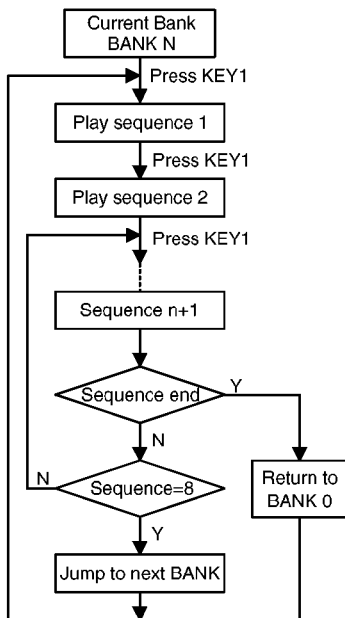 Current Bank
BANK N
Press KEY1
Play sequence 1
Press KEY1
Play sequence 2
Press KEY1
Sequence n+1
Sequence end
Y
N
N
Sequence=8
Return to
BANK 0
Y
Jump to next BANK